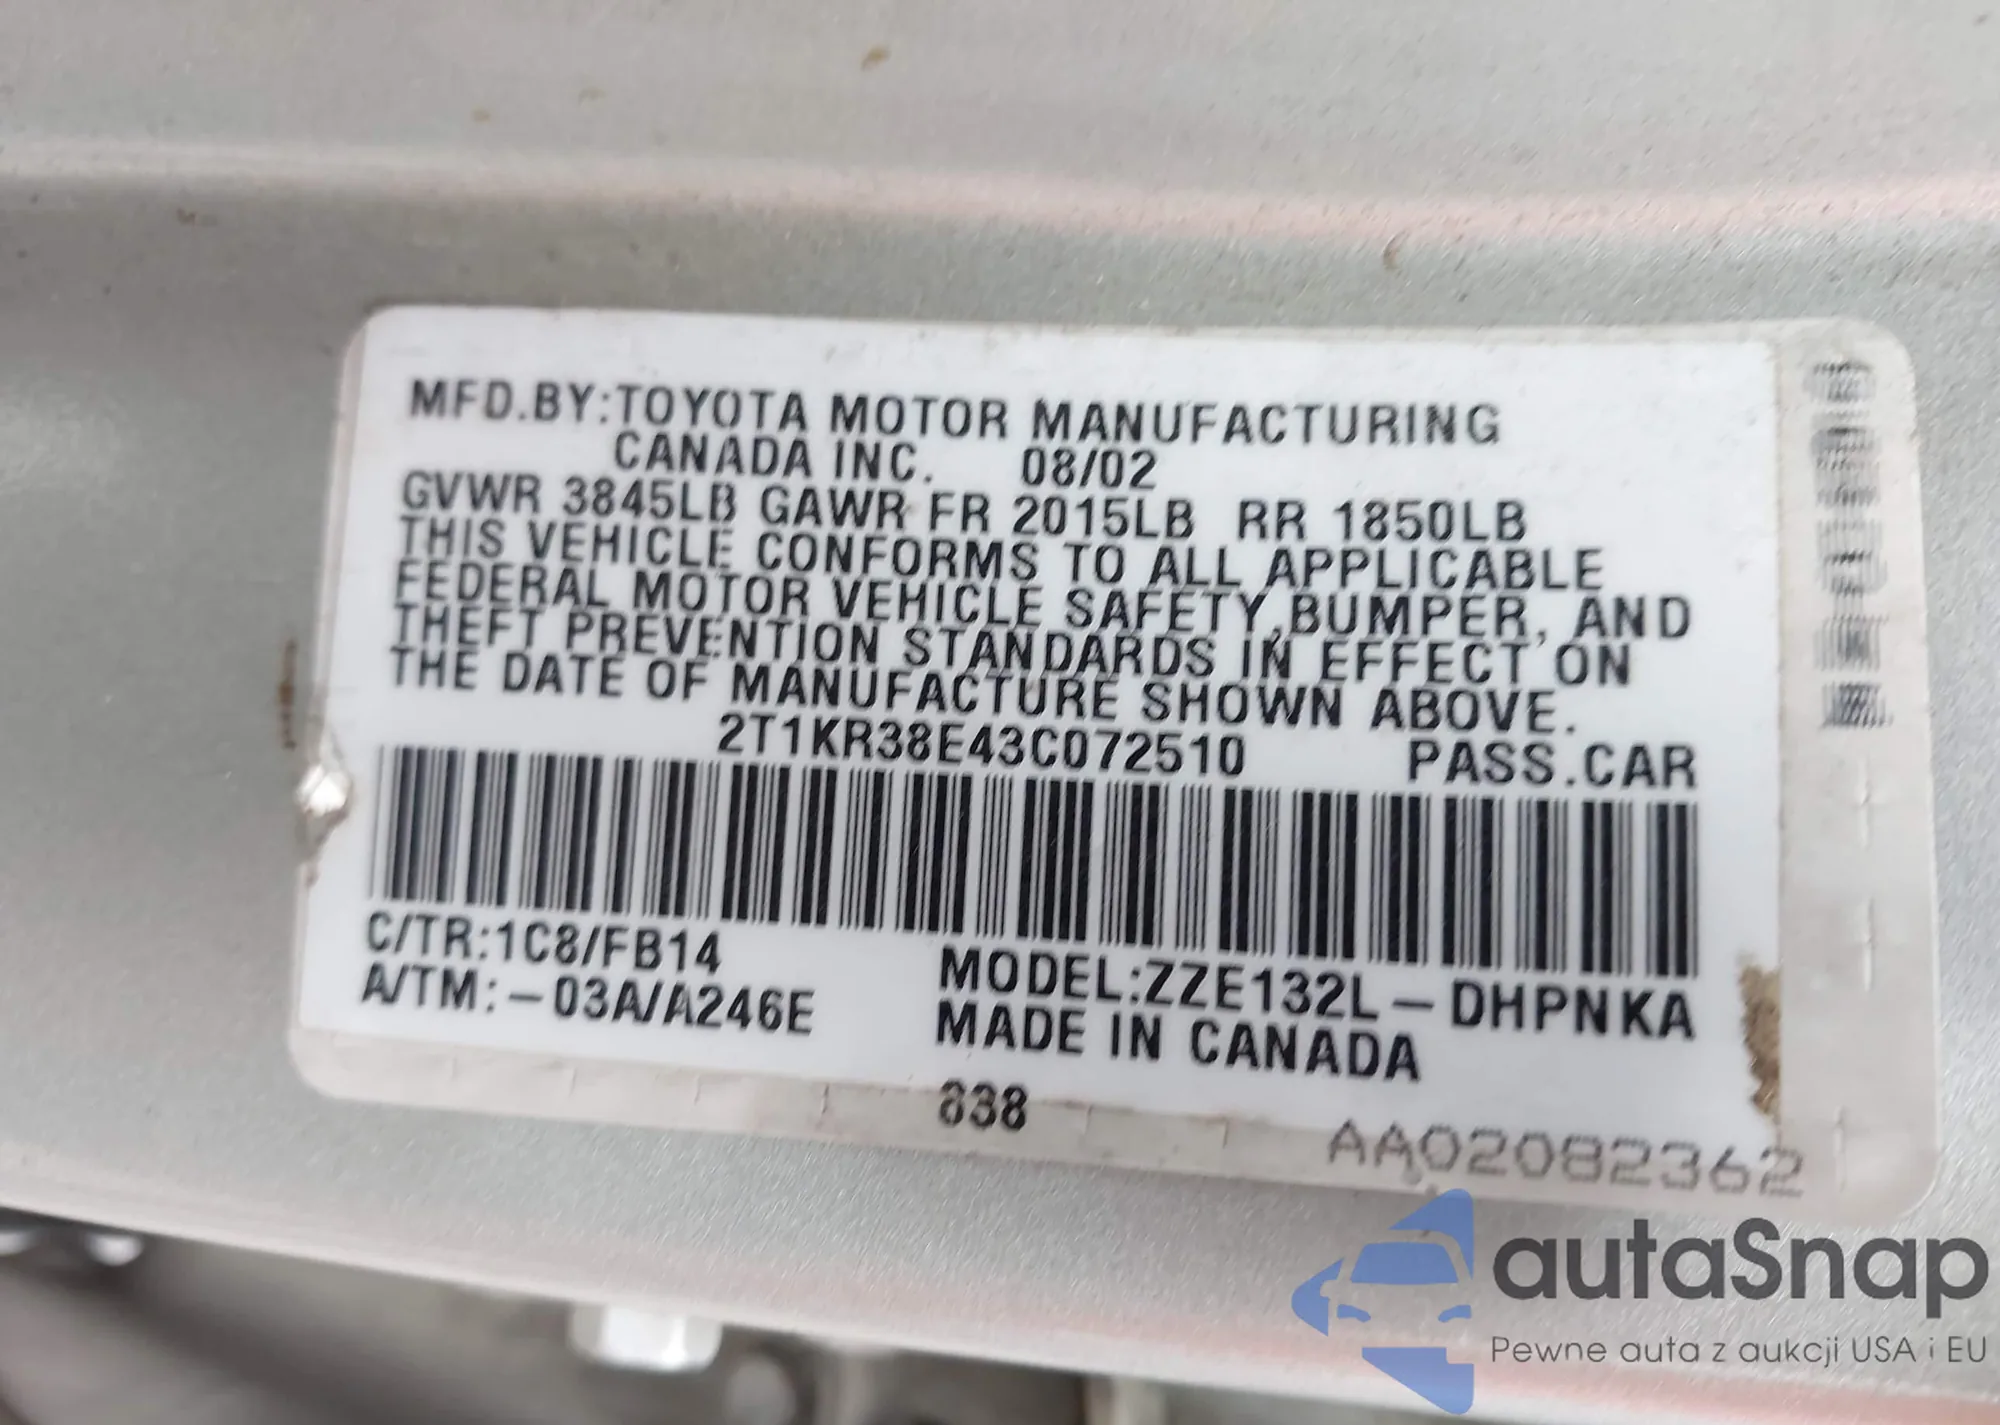 MFD.BY:TOYOTA MOTOR MANUFACTURING
CANADA INC. 08/02
GVWR 3845LB GAWR FR 2015LB RR 1850LB
THIS VEHICLE CONFORMS TO ALL APPLICABLE
FEDERAL MOTOR VEHICLE SAFETY,BUMPER, AND
THEFT PREVENTION STANDARDS IN EFFECT ON
THE DATE OF MANUFACTURE SHOWN ABOVE.
2T1KR38E43C072510 PASS.CAR
C/TR:1C8/FB14
A/TM:-03A/A246E
MODEL:ZZE132L-DHPNKA
MADE IN CANADA
838
AA02082362
autaSnap
Pewne auta z aukcji USA i EU